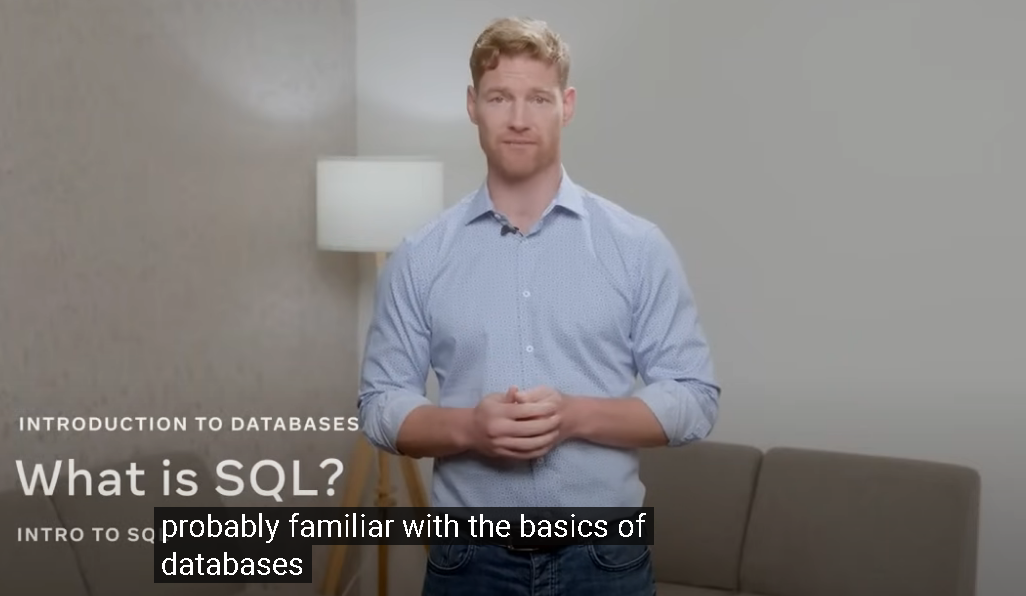 INTRODUCTION TO DATABASES
What is SQL?
INTRO TO SQ
probably familiar with the basics of
databases